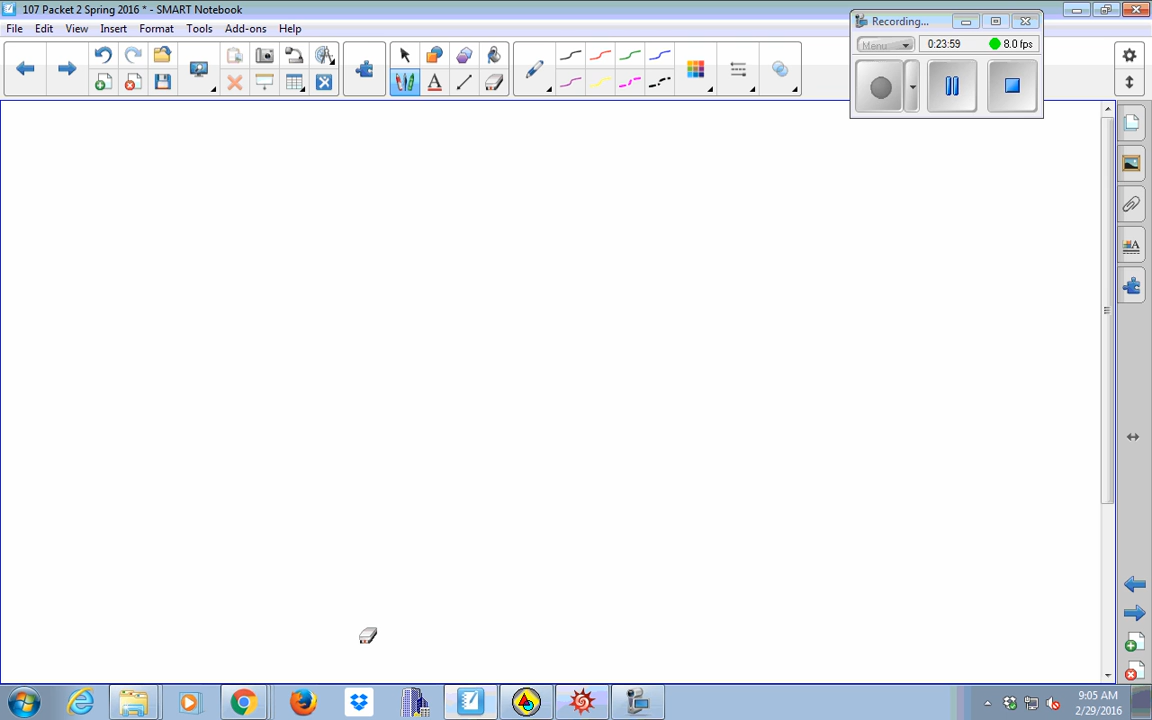 107 Packet 2 Spring 2016 * - SMART Notebook
File Edit View Insert Format Tools Add-ons Help
Recording...
Menu 0:23:59 8.0 fps
9:05 AM
2/29/2016